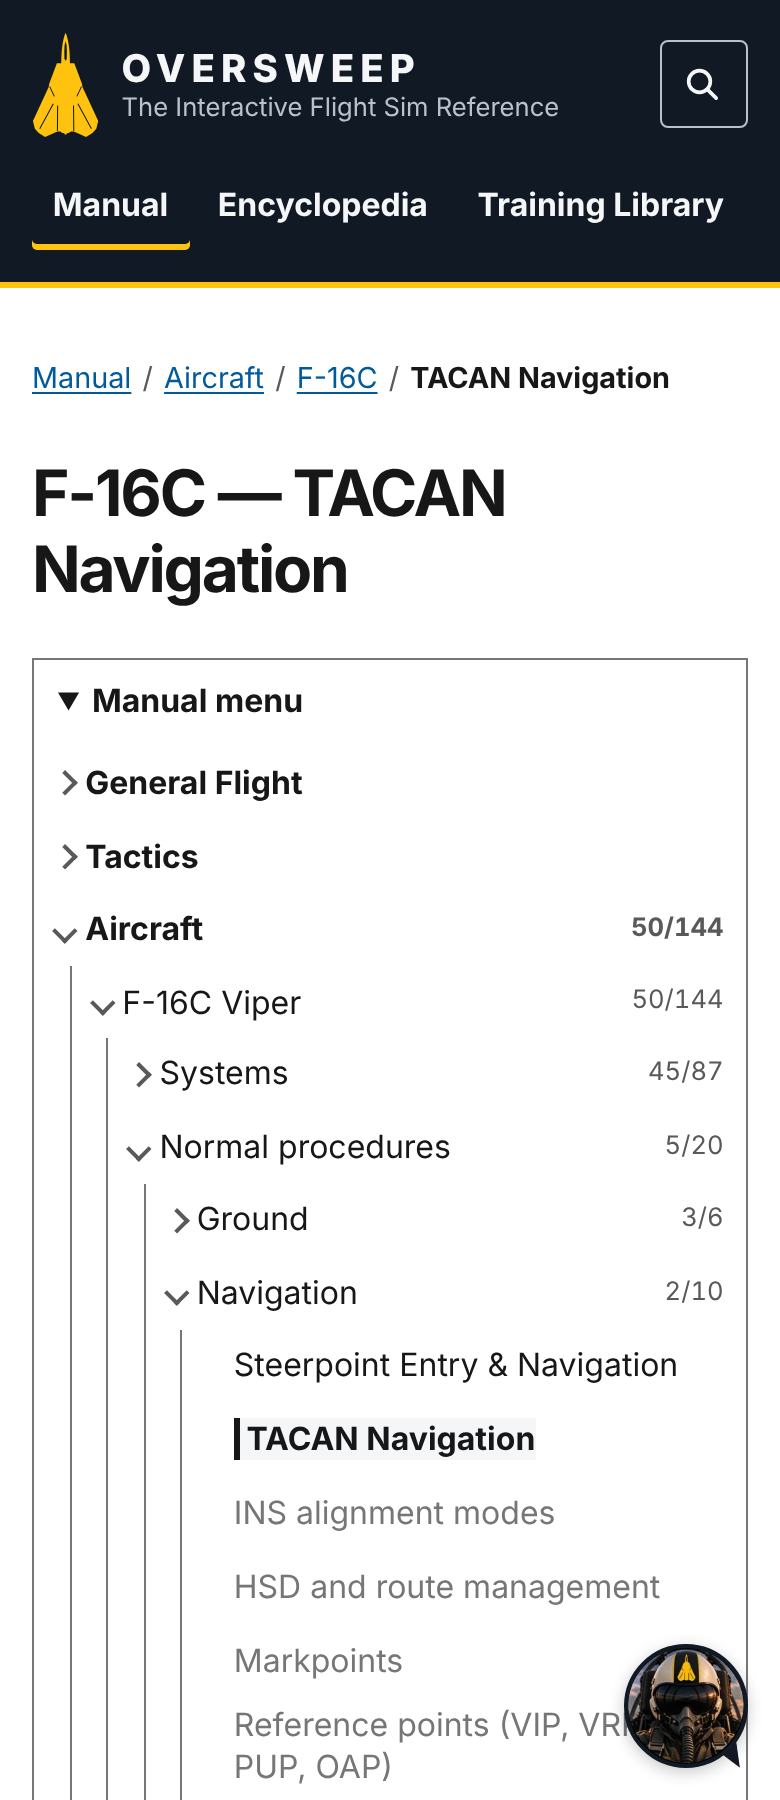 OVERSWEEP
The Interactive Flight Sim Reference
Manual Encyclopedia Training Library
Manual / Aircraft / F-16C / TACAN Navigation
F-16C — TACAN
Navigation
▼ Manual menu
General Flight
Tactics
Aircraft 50/144
F-16C Viper 50/144
Systems 45/87
Normal procedures 5/20
Ground 3/6
Navigation 2/10
Steerpoint Entry & Navigation
TACAN Navigation
INS alignment modes
HSD and route management
Markpoints
Reference points (VIP,
PUP, OAP)